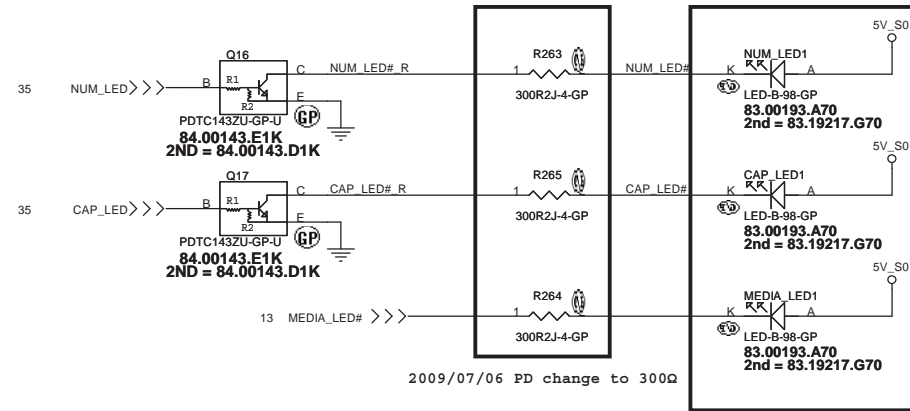 5V_S0
Q16
R263
NUM_LED1
35 NUM_LED
B R1 C NUM_LED#_R
1
NUM_LED#
K A
R2 E
GP
300R2J-4-GP
LED-B-98-GP
PDTC143ZU-GP-U
83.00193.A70
84.00143.E1K
2nd = 83.19217.G70
2ND = 84.00143.D1K
5V_S0
Q17
R265
CAP_LED1
35 CAP_LED
B R1 C CAP_LED#_R
1
CAP_LED#
K A
R2 E
GP
300R2J-4-GP
LED-B-98-GP
PDTC143ZU-GP-U
83.00193.A70
84.00143.E1K
2nd = 83.19217.G70
2ND = 84.00143.D1K
5V_S0
R264
MEDIA_LED1
13 MEDIA_LED#
1
K A
300R2J-4-GP
LED-B-98-GP
83.00193.A70
2nd = 83.19217.G70
2009/07/06 PD change to 300Ω